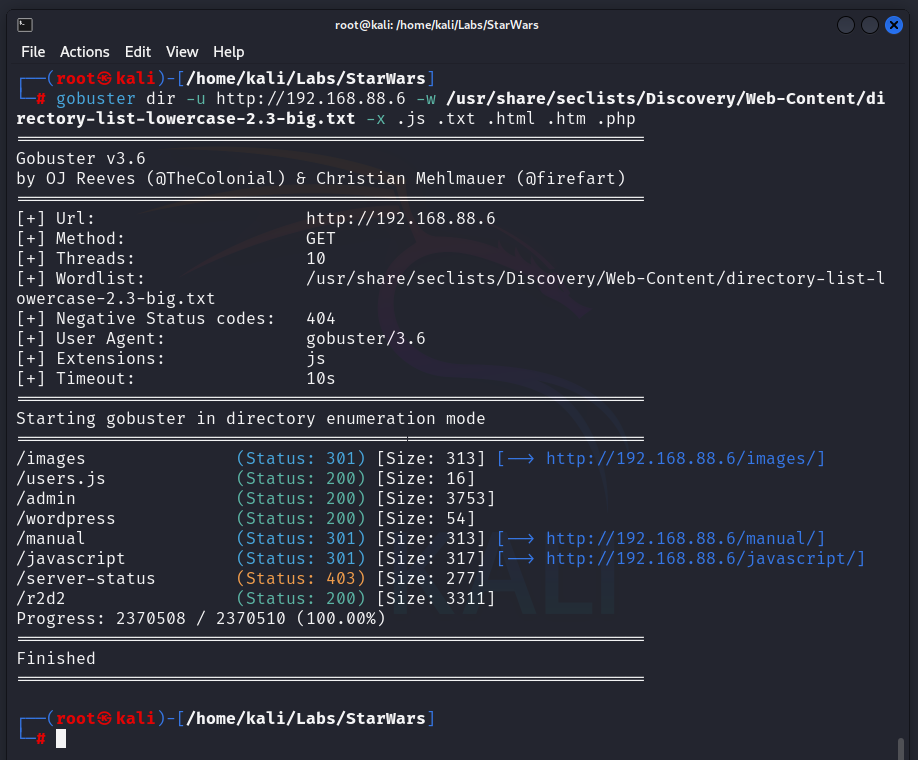 root@kali: /home/kali/Labs/StarWars
File Actions Edit View Help
┌──(root㉿kali)-[/home/kali/Labs/StarWars]
└─# gobuster dir -u http://192.168.88.6 -w /usr/share/seclists/Discovery/Web-Content/di
rectory-list-lowercase-2.3-big.txt -x .js .txt .html .htm .php
===============================================================
Gobuster v3.6
by OJ Reeves (@TheColonial) & Christian Mehlmauer (@firefart)
===============================================================
[+] Url:                     http://192.168.88.6
[+] Method:                  GET
[+] Threads:                 10
[+] Wordlist:                /usr/share/seclists/Discovery/Web-Content/directory-list-l
owercase-2.3-big.txt
[+] Negative Status codes:   404
[+] User Agent:              gobuster/3.6
[+] Extensions:              js
[+] Timeout:                 10s
===============================================================
Starting gobuster in directory enumeration mode
===============================================================
/images               (Status: 301) [Size: 313] [--> http://192.168.88.6/images/]
/users.js             (Status: 200) [Size: 16]
/admin                (Status: 200) [Size: 3753]
/wordpress            (Status: 200) [Size: 54]
/manual               (Status: 301) [Size: 313] [--> http://192.168.88.6/manual/]
/javascript           (Status: 301) [Size: 317] [--> http://192.168.88.6/javascript/]
/server-status        (Status: 403) [Size: 277]
/r2d2                 (Status: 200) [Size: 3311]
KALI
Progress: 2370508 / 2370510 (100.00%)
===============================================================
Finished
===============================================================
┌──(root㉿kali)-[/home/kali/Labs/StarWars]
└─#